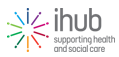 ihub
supporting health
and social care